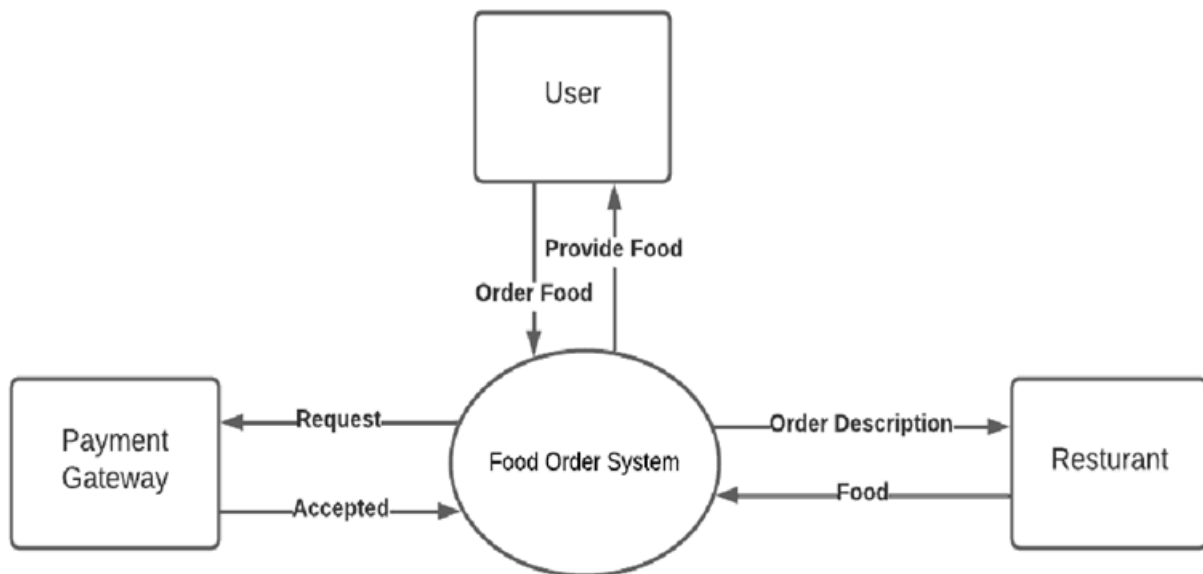 User
Provide Food
Order Food
Payment
Gateway
Request
Accepted
Food Order System
Order Description
Food
Resturant